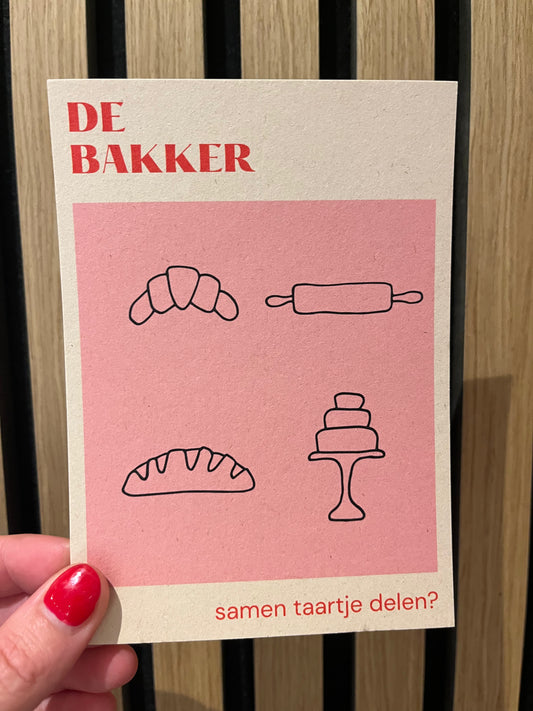 DE
BAKKER
samen taartje delen?